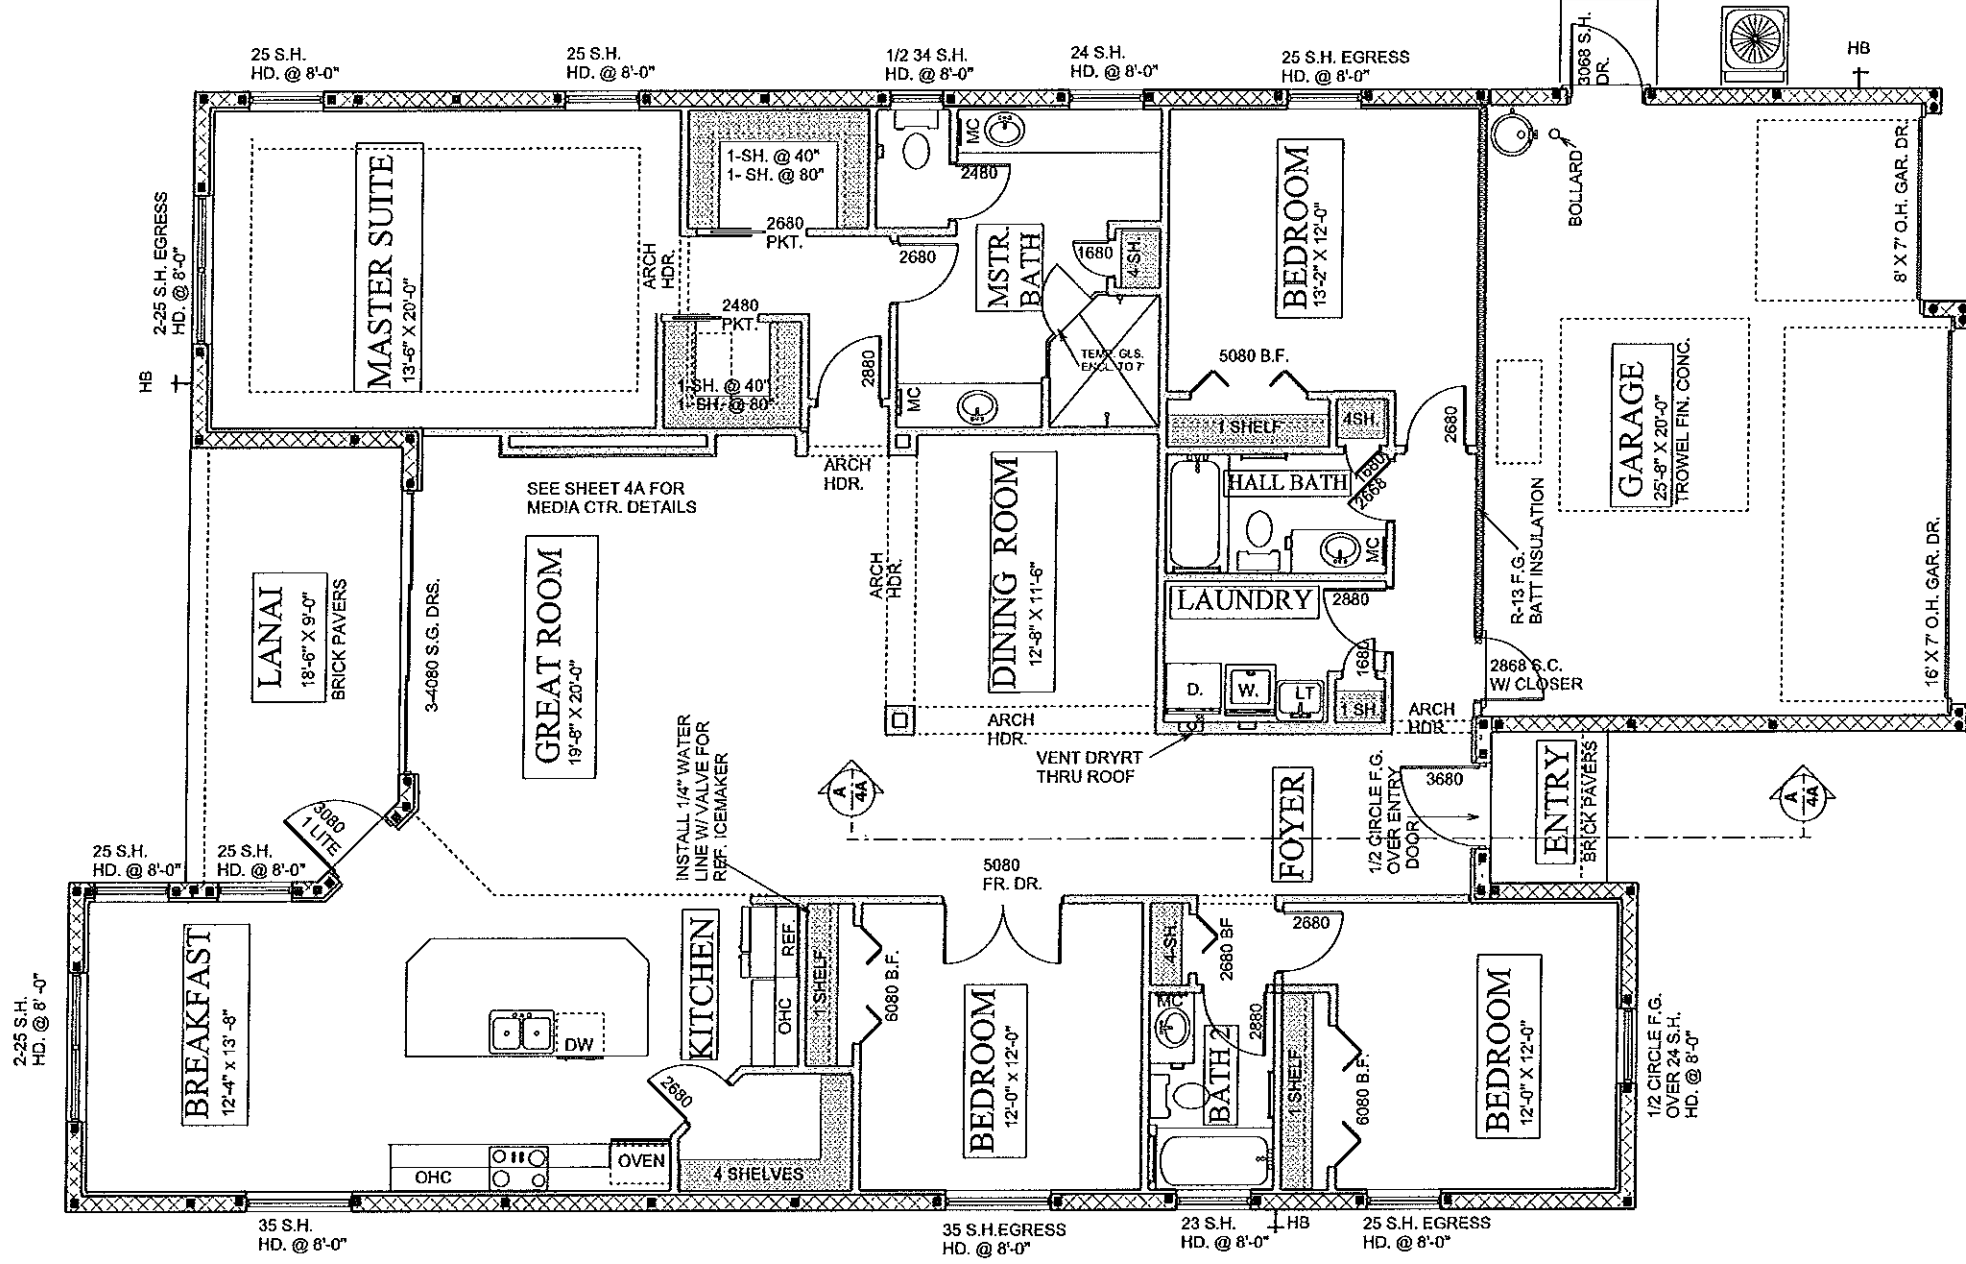 25 S.H.
HD. @ 8'-0"
25 S.H.
HD. @ 8'-0"
1/2 34 S.H.
HD. @ 8'-0"
24 S.H.
HD. @ 8'-0"
25 S.H. EGRESS
HD. @ 8'-0"
3068 S.H.
DR.
HB
2-25 S.H. EGRESS
HD. @ 8'-0"
HB
MASTER SUITE
13'-6" X 20'-0"
1-SH. @ 40"
1- SH. @ 80"
2680
PKT.
ARCH
HDR.
2480
PKT.
1-SH. @ 40"
1-SH. @ 80"
MC
2480
2680
MSTR.
BATH
1680
4-SH.
TEMP. GLS.
ENCL. TO 7'
2880
MC
BEDROOM
13'-2" X 12'-0"
5080 B.F.
1 SHELF
4SH.
2680
BOLLARD
8' X 7' O.H. GAR. DR.
GARAGE
25'-8" X 20'-0"
TROWEL FIN. CONC.
16' X 7' O.H. GAR. DR.
R-13 F.G.
BATT INSULATION
ARCH
HDR.
SEE SHEET 4A FOR
MEDIA CTR. DETAILS
LANAI
18'-6" X 9'-0"
BRICK PAVERS
3-4080 S.G. DRS.
GREAT ROOM
19'-8" X 20'-0"
ARCH
HDR.
DINING ROOM
12'-8" X 11'-6"
HALL BATH
1680
2668
MC
LAUNDRY
2880
1680
D.
W.
LT
1 SH.
2868 S.C.
W/ CLOSER
ARCH
HDR.
ARCH
HDR.
VENT DRYRT
THRU ROOF
INSTALL 1/4" WATER
LINE W/ VALVE FOR
REF. ICEMAKER
A
4A
FOYER
1/2 CIRCLE F.G.
OVER ENTRY
DOOR
3680
ENTRY
BRICK PAVERS
A
4A
3080
1 LITE
25 S.H.
HD. @ 8'-0"
25 S.H.
HD. @ 8'-0"
5080
FR. DR.
2-25 S.H.
HD. @ 8'-0"
BREAKFAST
12'-4" x 13'-8"
DW
KITCHEN
REF.
OHC
1 SHELF
6080 B.F.
BEDROOM
12'-0" x 12'-0"
4-SH.
2680 BF
2680
MC
2880
BATH 2
1 SHELF
6080 B.F.
BEDROOM
12'-0" X 12'-0"
1/2 CIRCLE F.G.
OVER 24 S.H.
HD. @ 8'-0"
2680
OHC
OVEN
4 SHELVES
35 S.H.
HD. @ 8'-0"
35 S.H.EGRESS
HD. @ 8'-0"
23 S.H.
HD. @ 8'-0"
HB
25 S.H. EGRESS
HD. @ 8'-0"